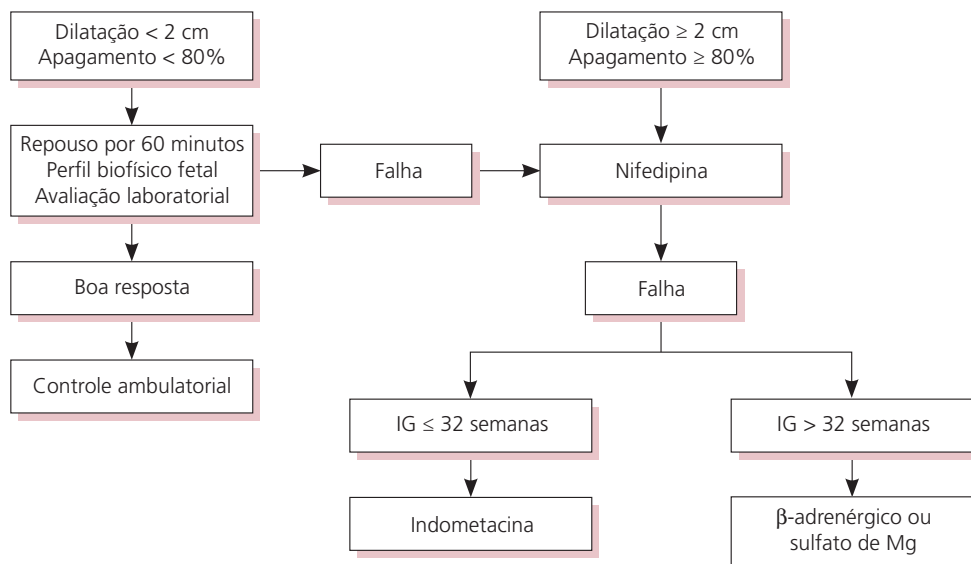 Dilatação < 2 cm
Apagamento < 80%
Dilatação ≥ 2 cm
Apagamento ≥ 80%
Repouso por 60 minutos
Perfil biofísico fetal
Avaliação laboratorial
Falha
Nifedipina
Boa resposta
Falha
Controle ambulatorial
IG ≤ 32 semanas
IG > 32 semanas
Indometacina
β-adrenérgico ou
sulfato de Mg